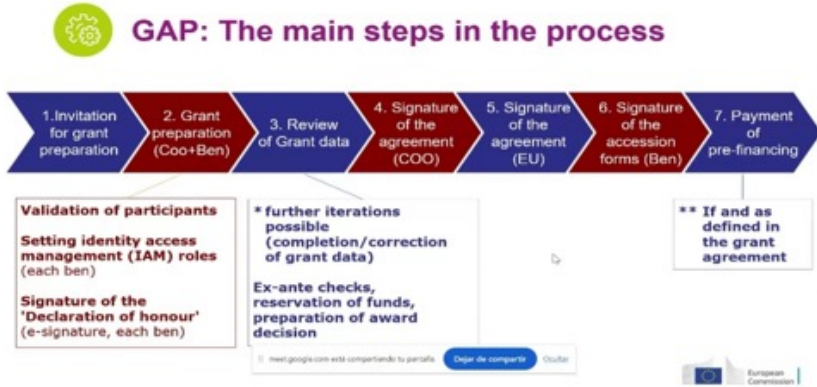 GAP: The main steps in the process
1.Invitation
for grant
preparation
2. Grant
preparation
(Coo+Ben)
3. Review
of Grant data
4. Signature
of the
agreement
(COO)
5. Signature
of the
agreement
(EU)
6. Signature
of the
accession
forms (Ben)
7. Payment
of
pre-financing
Validation of participants
Setting identity access
management (IAM) roles
(each ben)
Signature of the
'Declaration of honour'
(e-signature, each ben)
* further iterations
possible
(completion/correction
of grant data)
Ex-ante checks,
reservation of funds,
preparation of award
decision
** If and as
defined in
the grant
agreement
meet.google.com está compartiendo tu pantalla.
Dejar de compartir
Ocultar
European
Commission